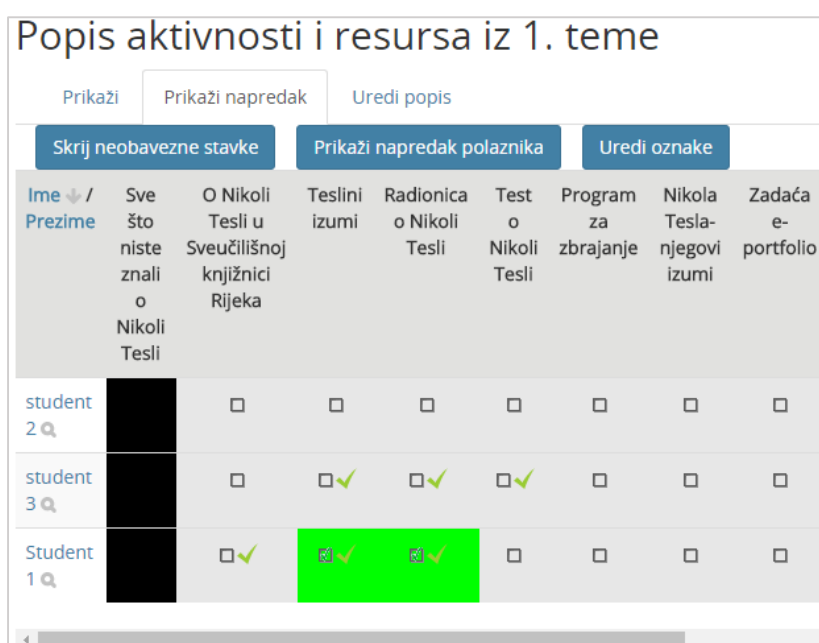 Popis aktivnosti i resursa iz 1. teme
Prikaži Prikaži napredak Uredi popis
Skrij neobavezne stavke Prikaži napredak polaznika Uredi oznake
Ime /
Prezime
Sve
što
niste
znali
o
Nikoli
Tesli
O Nikoli
Tesli u
Sveučilišnoj
knjižnici
Rijeka
Teslini
izumi
Radionica
o Nikoli
Tesli
Test
o
Nikoli
Tesli
Program
za
zbrajanje
Nikola
Tesla-
njegovi
izumi
Zadaća
e-
portfolio
student
2
student
3
Student
1